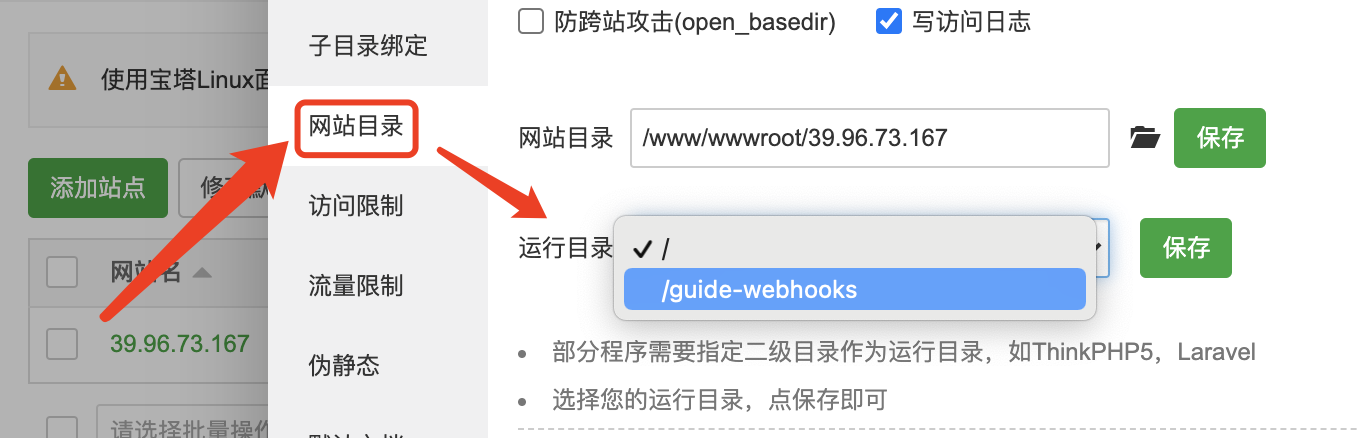 子目录绑定
防跨站攻击(open_basedir)
写访问日志
使用宝塔Linux面
网站目录
网站目录
/www/wwwroot/39.96.73.167
保存
添加站点
访问限制
运行目录
/
/guide-webhooks
保存
网站名
流量限制
39.96.73.167
部分程序需要指定二级目录作为运行目录，如ThinkPHP5，Laravel
伪静态
选择您的运行目录，点保存即可
请选择批量操作